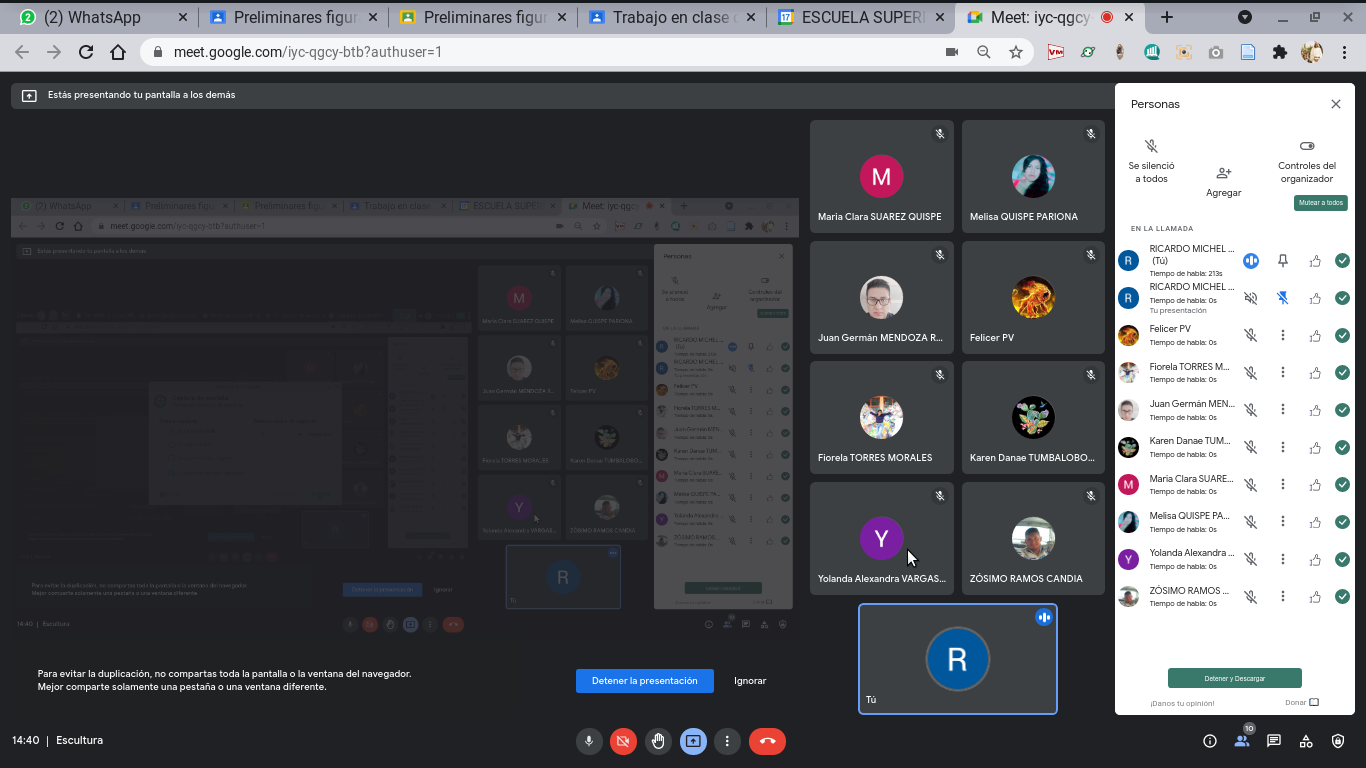 (2) WhatsApp
Preliminares figur
Preliminares figur
Trabajo en clase
ESCUELA SUPER
Meet: iyc-qgcy
meet.google.com/iyc-qgcy-btb?authuser=1
Estás presentando tu pantalla a los demás
M
Maria Clara SUAREZ QUISPE
Melisa QUISPE PARIONA
Juan Germán MENDOZA R...
Felicer PV
Fiorela TORRES MORALES
Karen Danae TUMBALOBO...
Y
Yolanda Alexandra VARGAS...
ZÓSIMO RAMOS CANDIA
R
Tú
Personas
Se silenció
a todos
Agregar
Controles del
organizador
Mutear a todos
EN LA LLAMADA
R
RICARDO MICHEL ...
(Tú)
Tiempo de habla: 213s
R
RICARDO MICHEL ...
Tiempo de habla: 0s
Tu presentación
Felicer PV
Tiempo de habla: 0s
Fiorela TORRES M...
Tiempo de habla: 0s
Juan Germán MEN...
Tiempo de habla: 0s
Karen Danae TUM...
Tiempo de habla: 0s
M
Maria Clara SUARE...
Tiempo de habla: 0s
Melisa QUISPE PA...
Tiempo de habla: 0s
Y
Yolanda Alexandra ...
Tiempo de habla: 0s
ZÓSIMO RAMOS ...
Tiempo de habla: 0s
Detener y Descargar
¡Danos tu opinión!
Donar
Para evitar la duplicación, no compartas toda la pantalla o la ventana del navegador.
Mejor comparte solamente una pestaña o una ventana diferente.
Detener la presentación
Ignorar
14:40 | Escultura
10